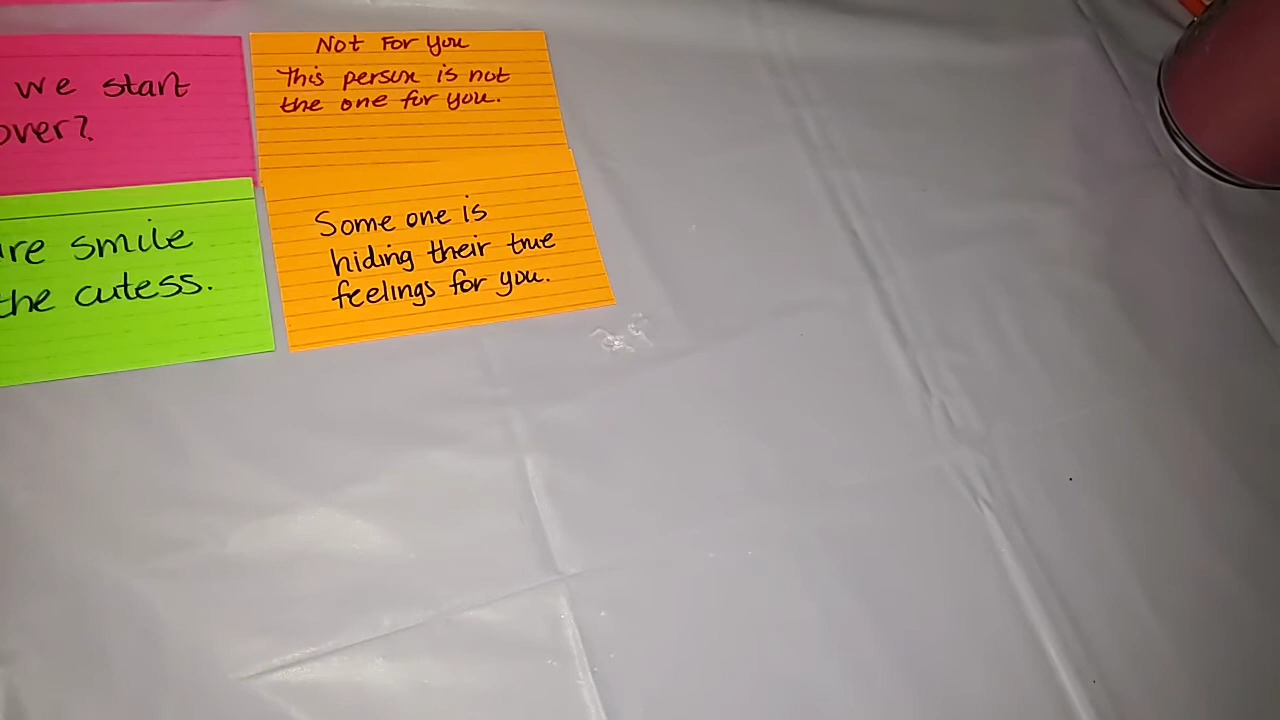 we start
over?
Not For You
This person is not
the one for you.
smile
the cutess.
Some one is
hiding their true
feelings for you.